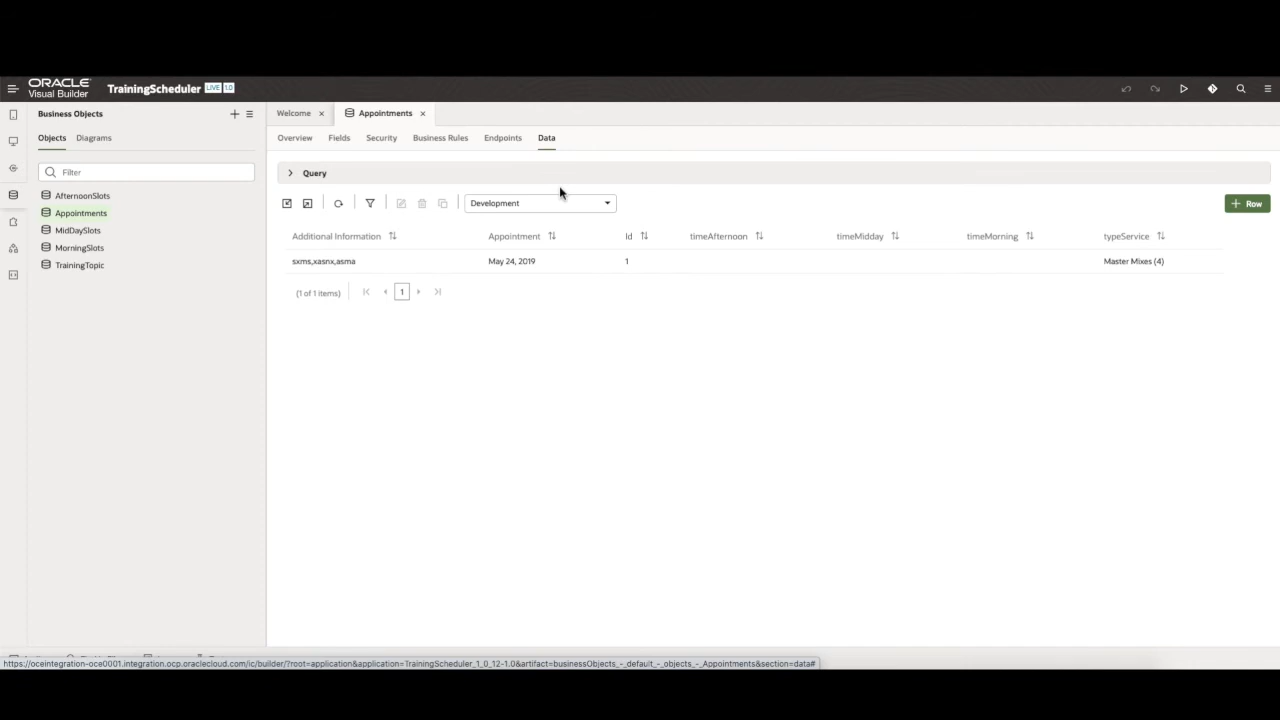 ORACLE
Visual Builder
TrainingScheduler LIVE 1.0
Business Objects
Objects Diagrams
Filter
AfternoonSlots
Appointments
MidDaySlots
MorningSlots
TrainingTopic
Welcome Appointments
Overview Fields Security Business Rules Endpoints Data
Query
Development
Row
Additional Information Appointment Id timeAfternoon timeMidday timeMorning typeService
sxms,xasnx,asma May 24, 2019 1 Master Mixes (4)
(1 of 1 items) 1
https://oceintegration-oce0001.integration.ocp.oraclecloud.com/ic/builder/?root=application&application=TrainingScheduler_1_0_12-1.0&artifact=businessObjects_-_default_-_objects_-_Appointments&section=data#